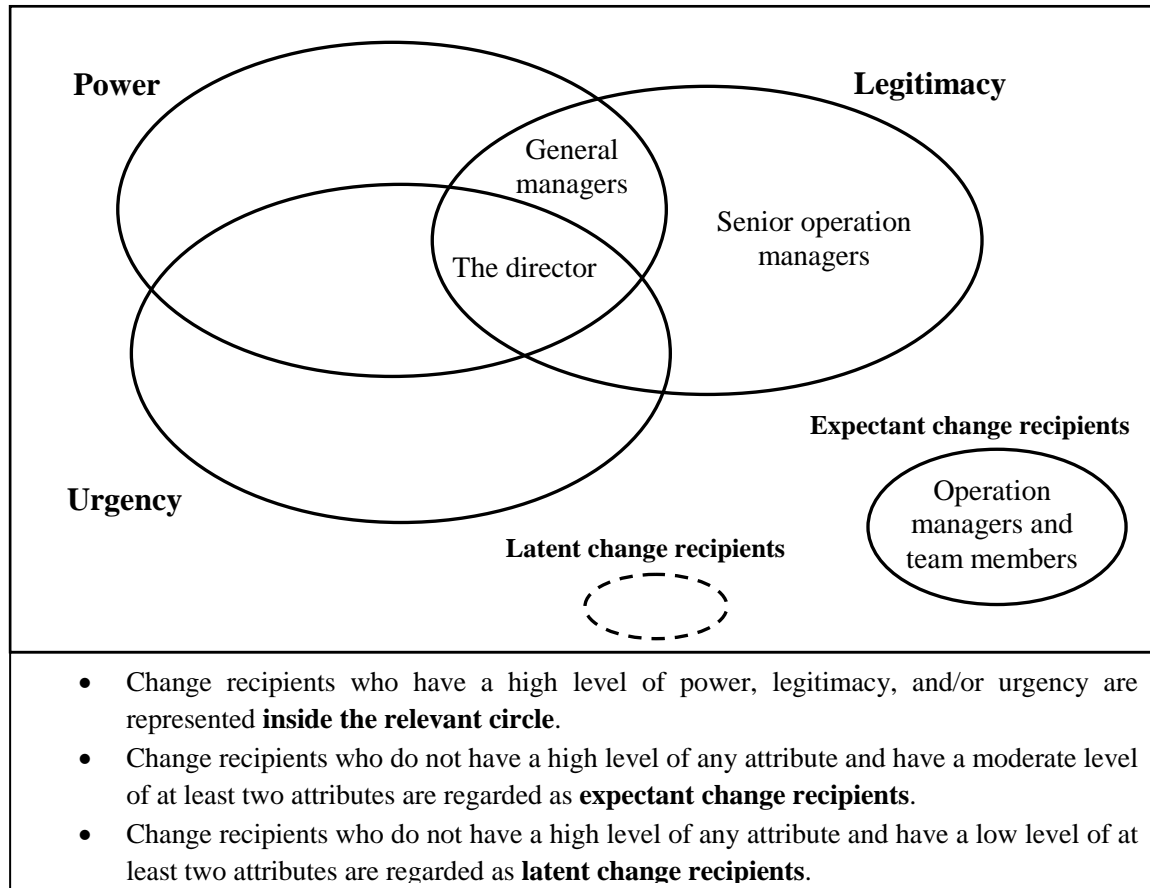 Power
Legitimacy
General
managers
Senior operation
managers
The director
Expectant change recipients
Urgency
Operation
managers and
team members
Latent change recipients
• Change recipients who have a high level of power, legitimacy, and/or urgency are
represented inside the relevant circle.
• Change recipients who do not have a high level of any attribute and have a moderate level
of at least two attributes are regarded as expectant change recipients.
• Change recipients who do not have a high level of any attribute and have a low level of at
least two attributes are regarded as latent change recipients.